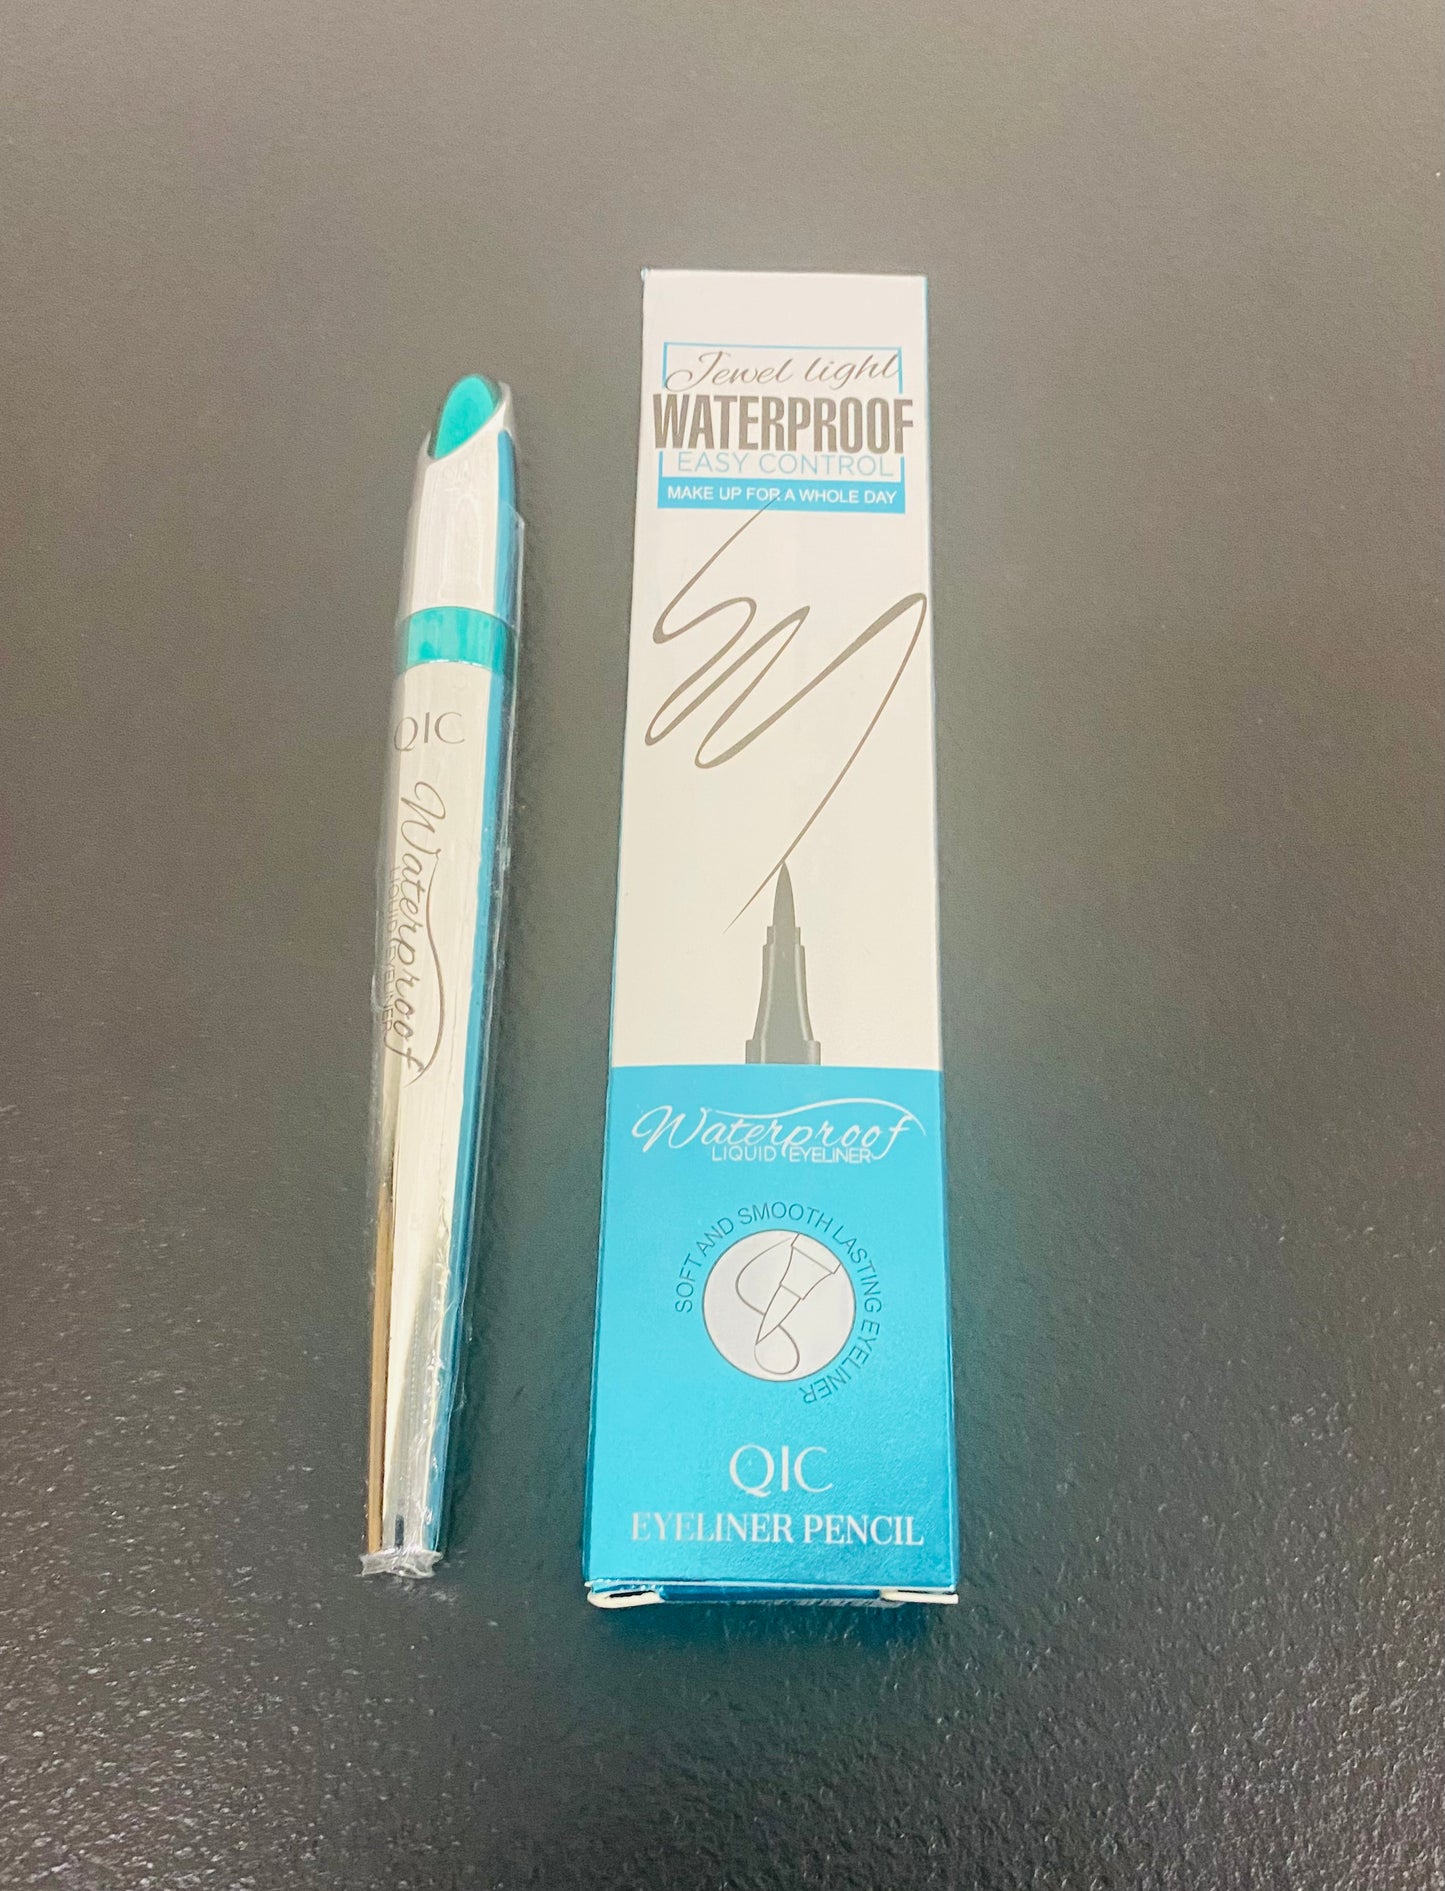 QIC
Waterproof
LIQUID EYELINER
Jewel light
WATERPROOF
EASY CONTROL
MAKE UP FOR A WHOLE DAY
Waterproof
LIQUID EYELINER
SOFT AND SMOOTH LASTING EYELINER
QIC
EYELINER PENCIL